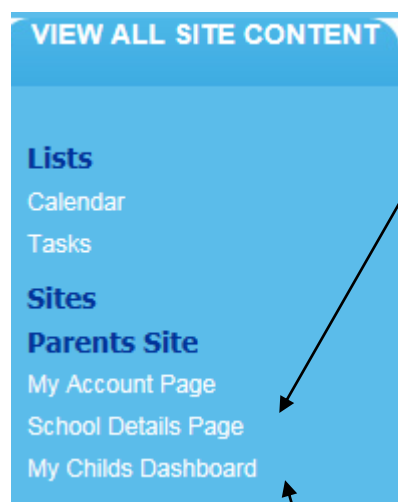 VIEW ALL SITE CONTENT
Lists
Calendar
Tasks
Sites
Parents Site
My Account Page
School Details Page
My Childs Dashboard